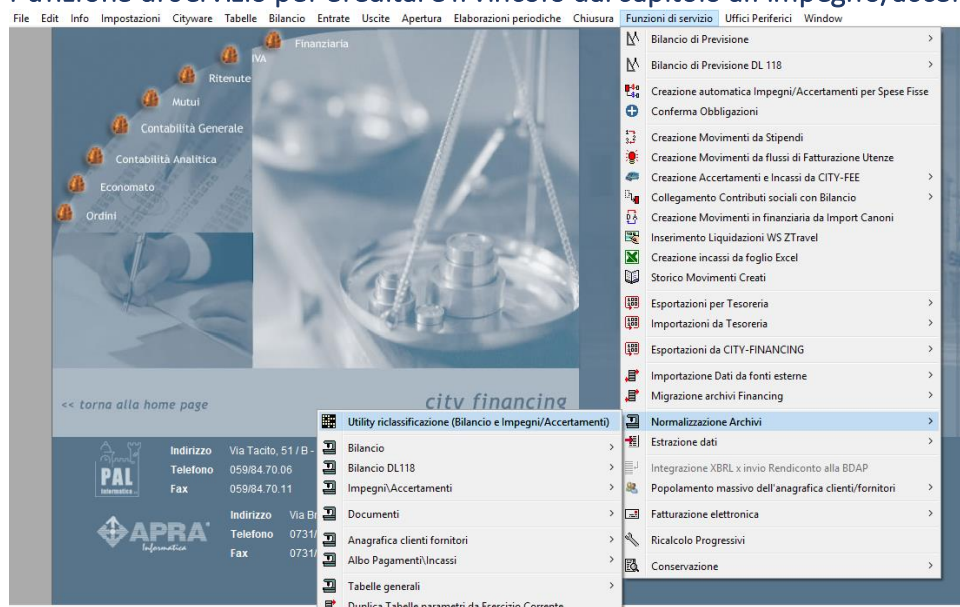 Funzione di servizio per ereditare il vincolo dal capitolo
File Edit Info Impostazioni Cityware Tabelle Bilancio Entrate Uscite Apertura Elaborazioni periodiche Chiusura Funzioni di servizio Uffici Periferici Window
Finanziaria
IVA
Ritenute
Mutui
Contabilità Generale
Contabilità Analitica
Economato
Ordini
Bilancio di Previsione
Bilancio di Previsione DL 118
Creazione automatica Impegni/Accertamenti per Spese Fisse
Conferma Obbligazioni
Creazione Movimenti da Stipendi
Creazione Movimenti da flussi di Fatturazione Utenze
Creazione Accertamenti e Incassi da CITY-FEE
Collegamento Contributi sociali con Bilancio
Creazione Movimenti in finanziaria da Import Canoni
Inserimento Liquidazioni WS ZTravel
Creazione incassi da foglio Excel
Storico Movimenti Creati
Esportazioni per Tesoreria
Importazioni da Tesoreria
Esportazioni da CITY-FINANCING
Importazione Dati da fonti esterne
Migrazione archivi Financing
Normalizzazione Archivi
Estrazione dati
Integrazione XBRL x invio Rendiconto alla BDAP
Popolamento massivo dell'anagrafica clienti/fornitori
Fatturazione elettronica
Ricalcolo Progressivi
Conservazione
<< torna alla home page
city financing
Utility riclassificazione (Bilancio e Impegni/Accertamenti)
Bilancio
Bilancio DL118
Impegni\Accertamenti
Documenti
Anagrafica clienti fornitori
Albo Pagamenti\Incassi
Tabelle generali
Duplica Tabelle parametri da Esercizio Corrente
PAL
Informatica
Indirizzo Via Tacito, 51 / B -
Telefono 059/84.70.06
Fax 059/84.70.11
APRA
Informatica
Indirizzo Via Br
Telefono 0731/
Fax 0731/